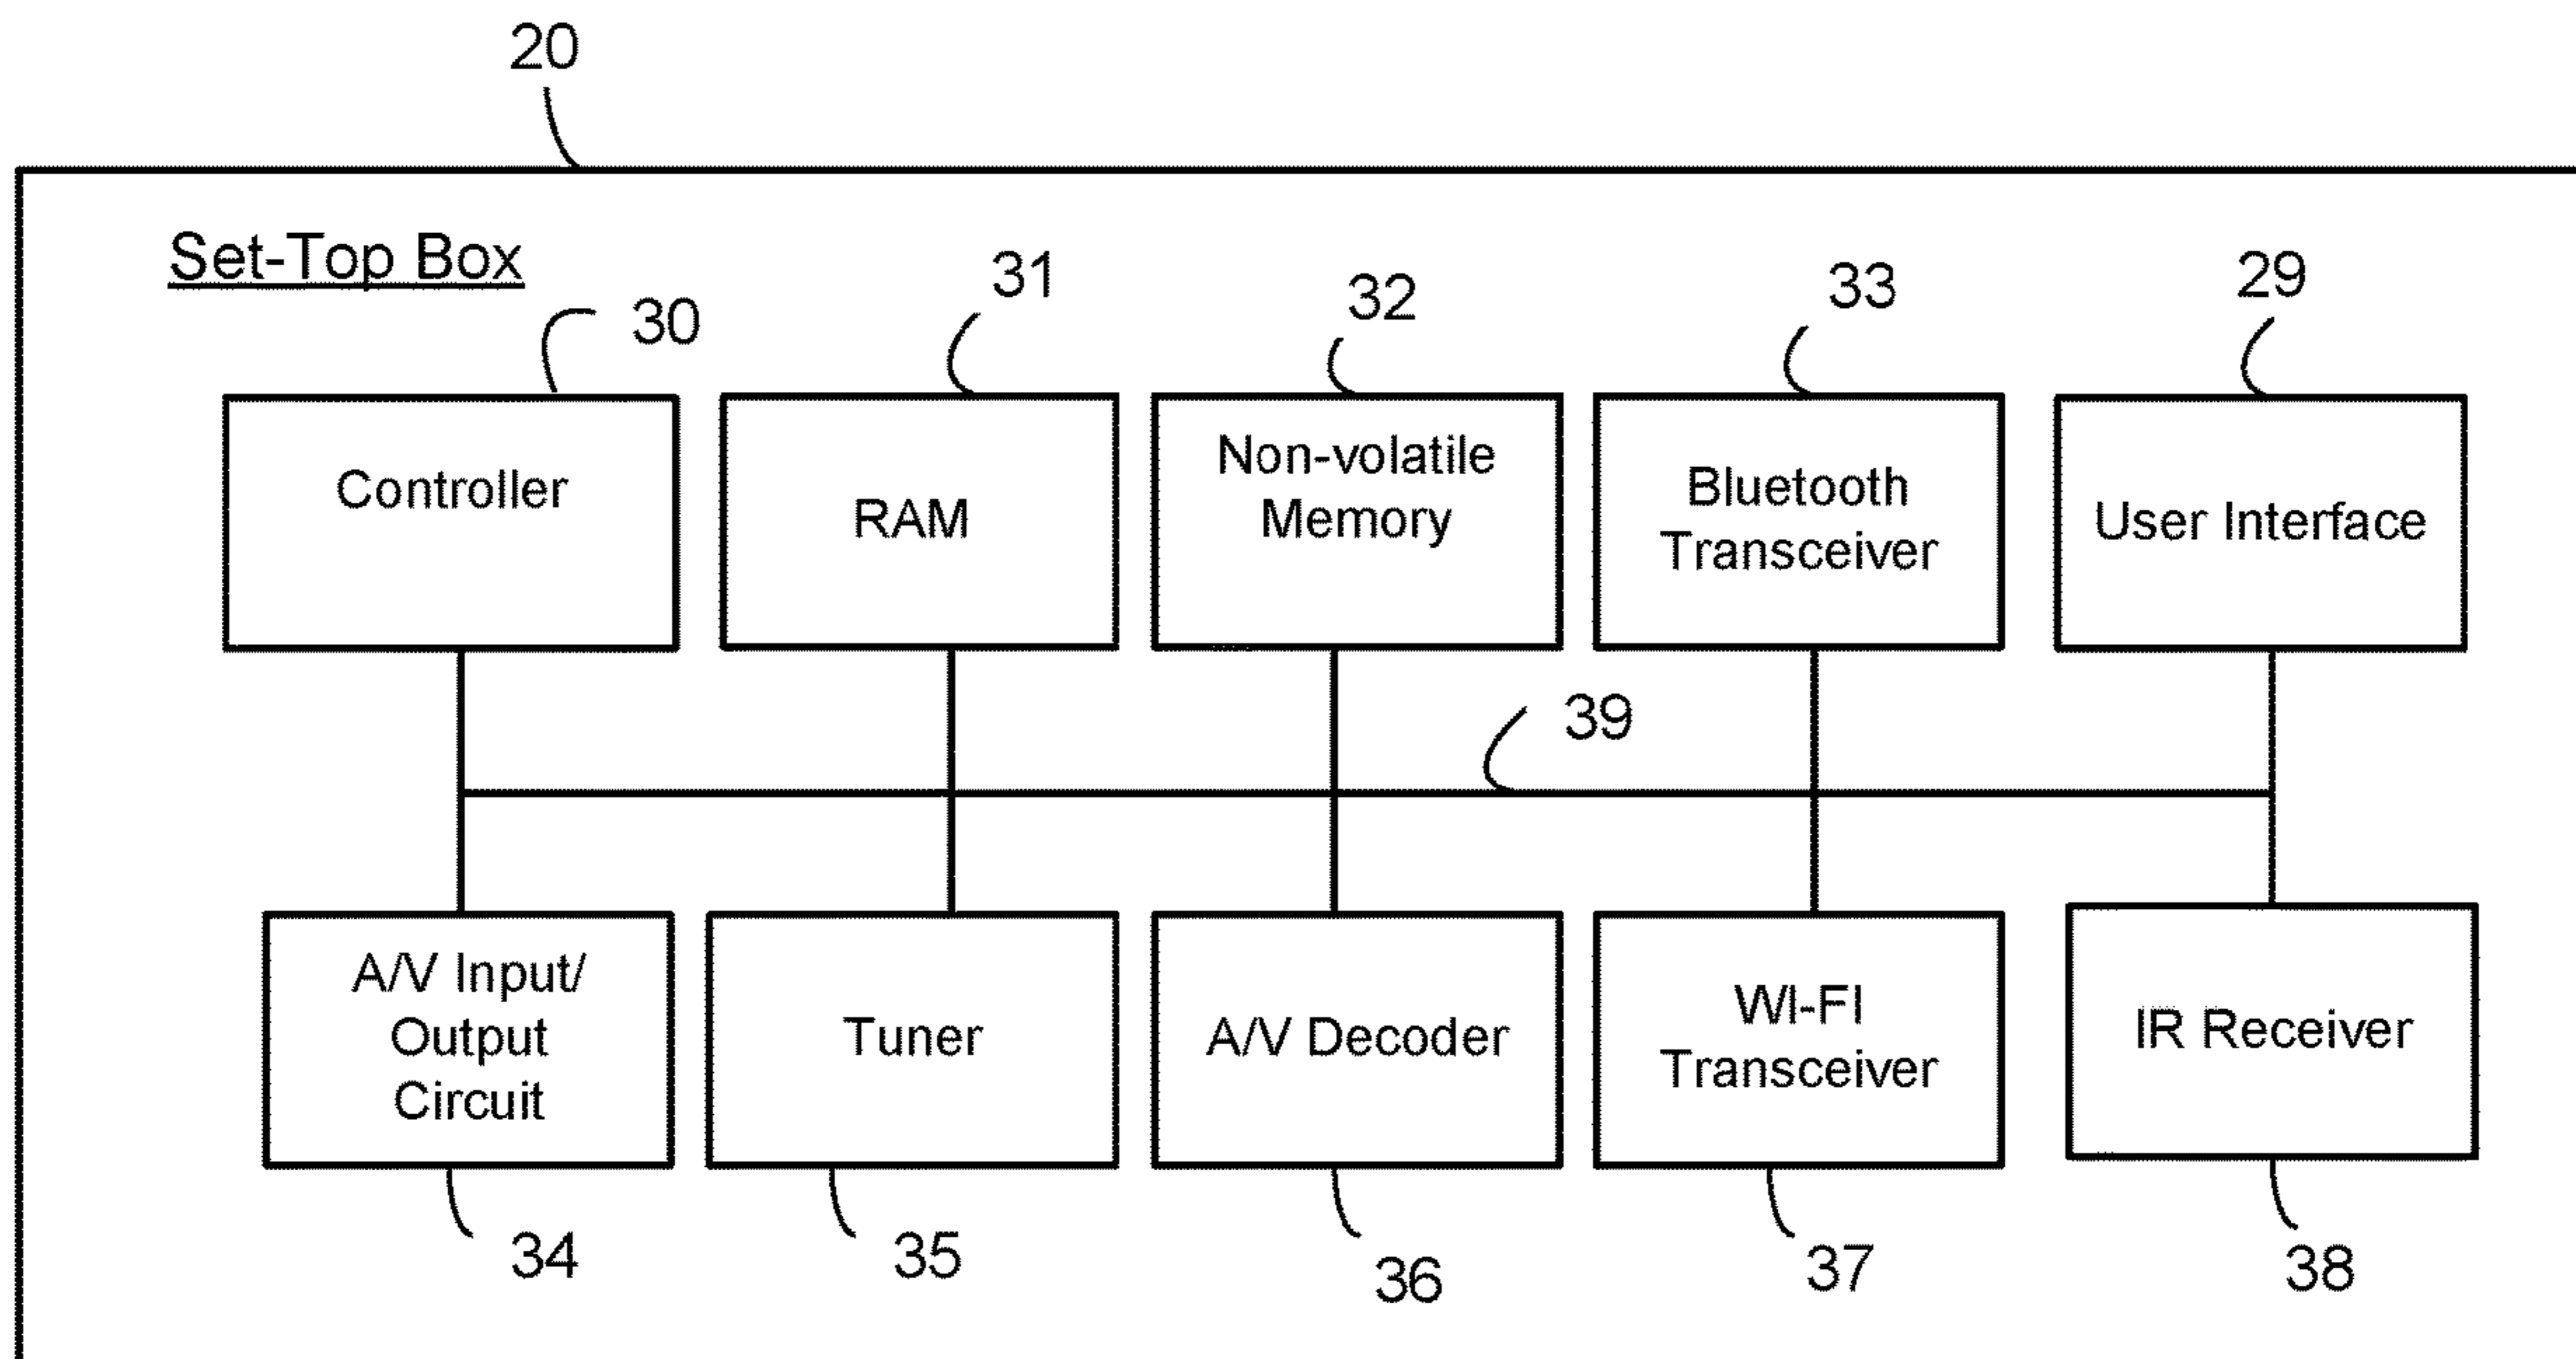 20
Set-Top Box
30
31
32
33
29
Controller
RAM
Non-volatile
Memory
Bluetooth
Transceiver
User Interface
39
A/V Input/
Output
Circuit
Tuner
A/V Decoder
WI-FI
Transceiver
IR Receiver
34
35
36
37
38